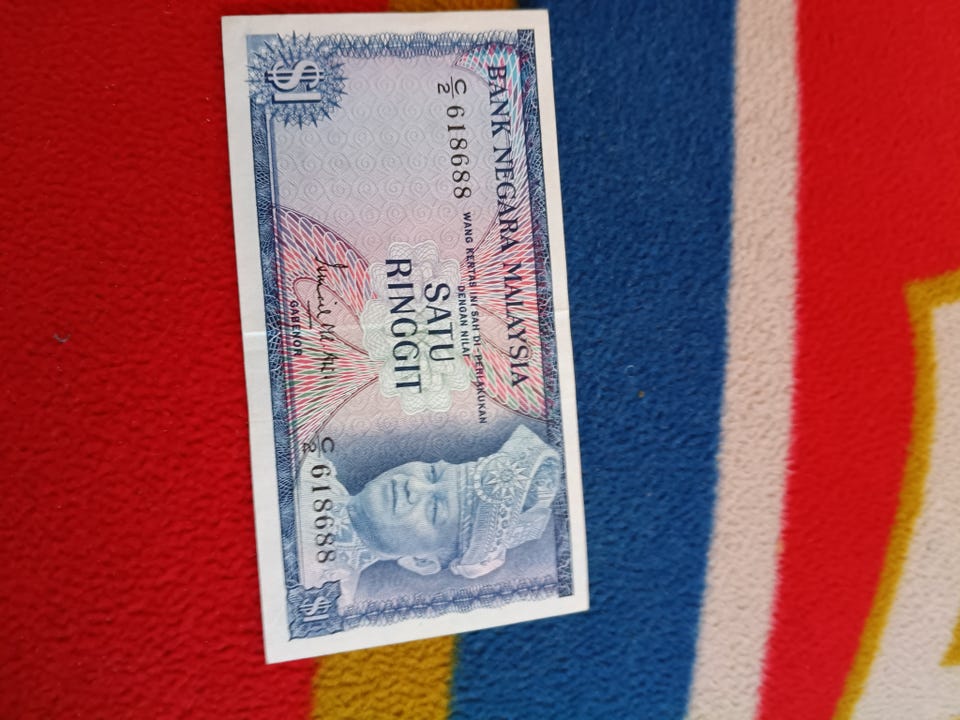 BANK NEGARA MALAYSIA
C/2 618688
WANG KERTAS INI SAH DI-PERLAKUKAN
DENGAN NILAI
SATU
RINGGIT
GABENOR
C/2 618688
$1
$1